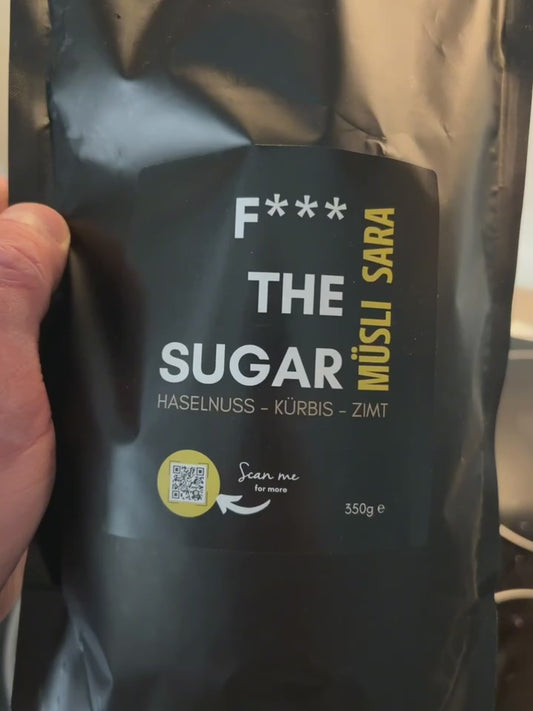 F***
THE
SUGAR
MÜSLI SARA
HASELNUSS - KÜRBIS - ZIMT
Scan me
for more
350g e